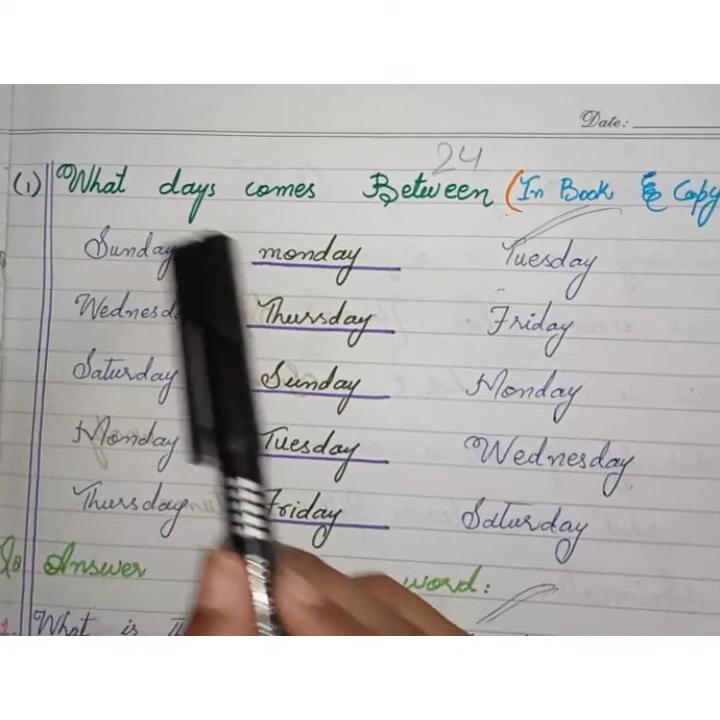 Date:
24
(1) What days comes Between (In Book & Copy
Sunday monday Tuesday
Thursday Friday
Saturday Sunday Monday
Monday Tuesday Wednesday
Thursday Friday Saturday
Answer word:
1. What is